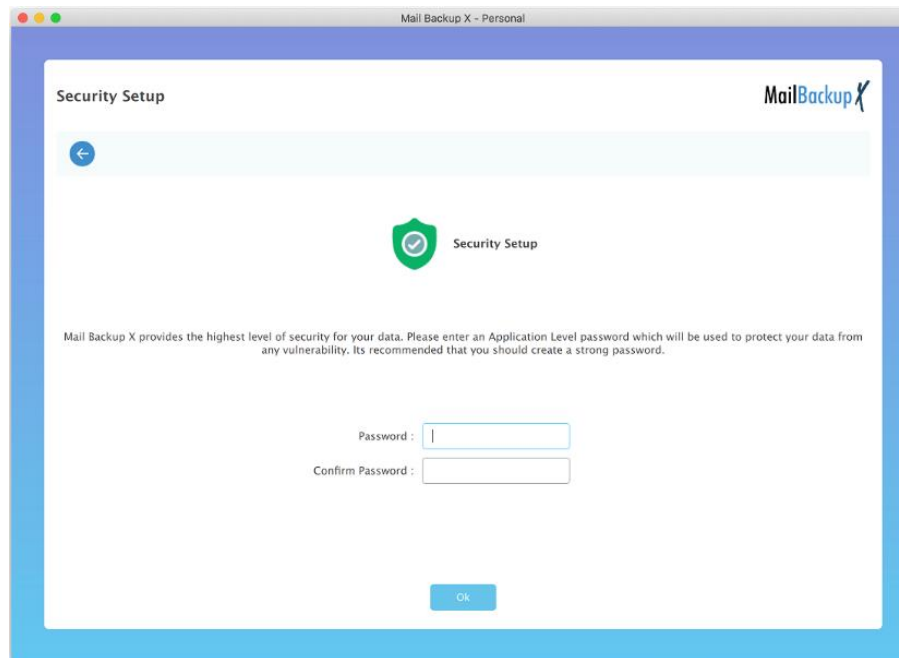 Mail Backup X - Personal
Security Setup
MailBackup X
Security Setup
Mail Backup X provides the highest level of security for your data. Please enter an Application Level password which will be used to protect your data from
any vulnerability. Its recommended that you should create a strong password.
Password :
Confirm Password :
Ok